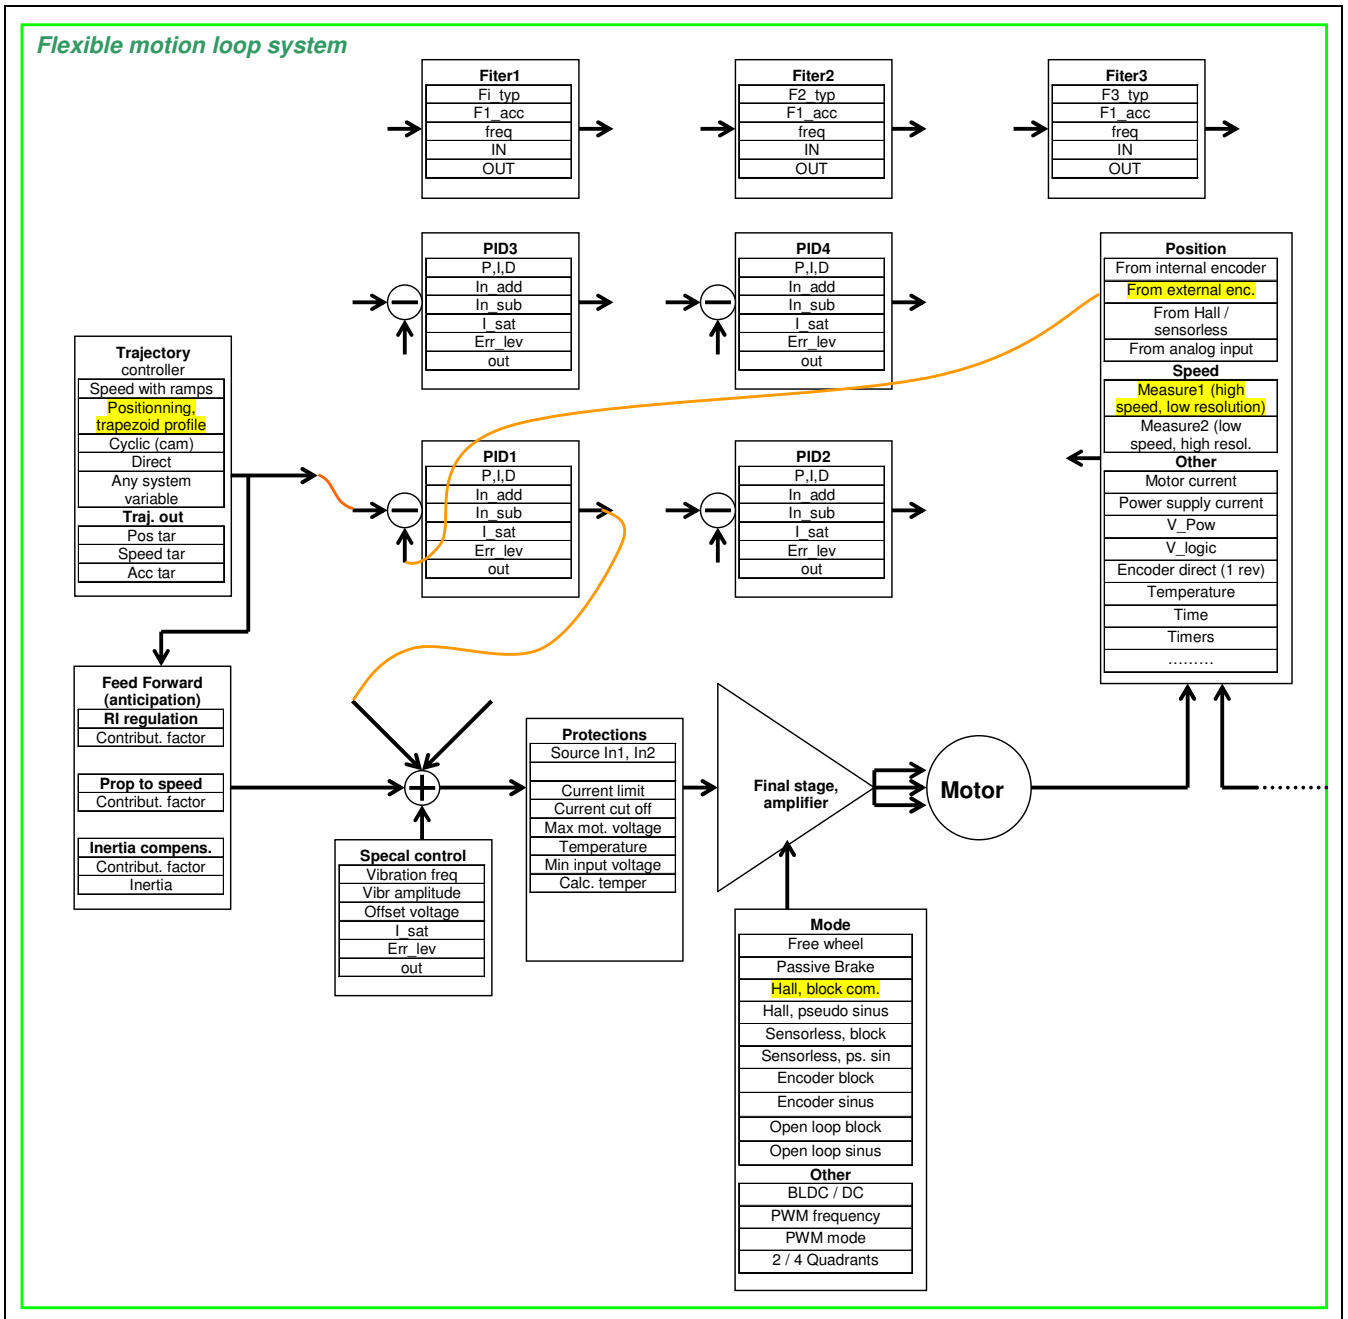 Flexible motion loop system
Fiter1
Fi_typ
F1_acc
freq
IN
OUT
Fiter2
F2_typ
F1_acc
freq
IN
OUT
Fiter3
F3_typ
F1_acc
freq
IN
OUT
PID3
P,I,D
In_add
In_sub
I_sat
Err_lev
out
PID4
P,I,D
In_add
In_sub
I_sat
Err_lev
out
Position
From internal encoder
From external enc.
From Hall /
sensorless
From analog input
Speed
Measure1 (high
speed, low resolution)
Measure2 (low
speed, high resol.
Other
Motor current
Power supply current
V_Pow
V_logic
Encoder direct (1 rev)
Temperature
Time
Timers
.........
Trajectory
controller
Speed with ramps
Positionning,
trapezoid profile
Cyclic (cam)
Direct
Any system
variable
Traj. out
Pos tar
Speed tar
Acc tar
PID1
P,I,D
In_add
In_sub
I_sat
Err_lev
out
PID2
P,I,D
In_add
In_sub
I_sat
Err_lev
out
Feed Forward
(anticipation)
RI regulation
Contribut. factor
Prop to speed
Contribut. factor
Inertia compens.
Contribut. factor
Inertia
Specal control
Vibration freq
Vibr amplitude
Offset voltage
I_sat
Err_lev
out
Protections
Source In1, In2
Current limit
Current cut off
Max mot. voltage
Temperature
Min input voltage
Calc. temper
Final stage,
amplifier
Motor
Mode
Free wheel
Passive Brake
Hall, block com.
Hall, pseudo sinus
Sensorless, block
Sensorless, ps. sin
Encoder block
Encoder sinus
Open loop block
Open loop sinus
Other
BLDC / DC
PWM frequency
PWM mode
2 / 4 Quadrants